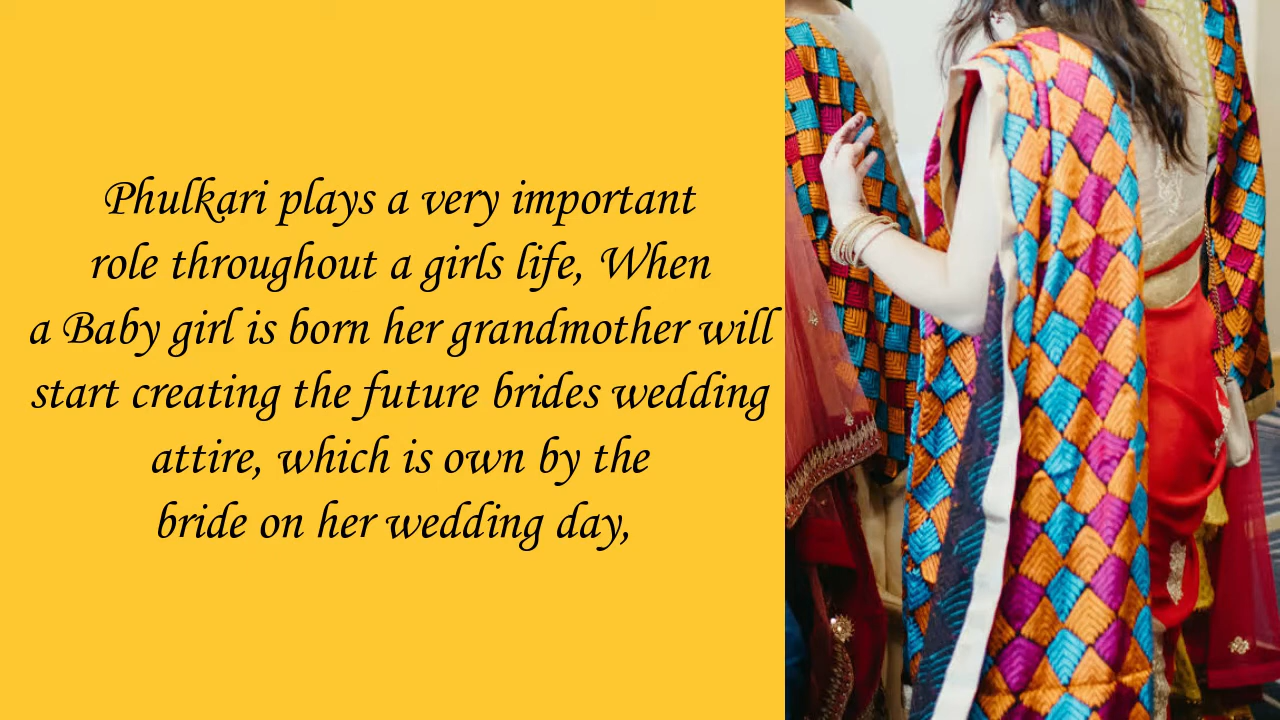 Phulkari plays a very important
role throughout a girls life, When
a Baby girl is born her grandmother will
start creating the future brides wedding
attire, which is own by the
bride on her wedding day,